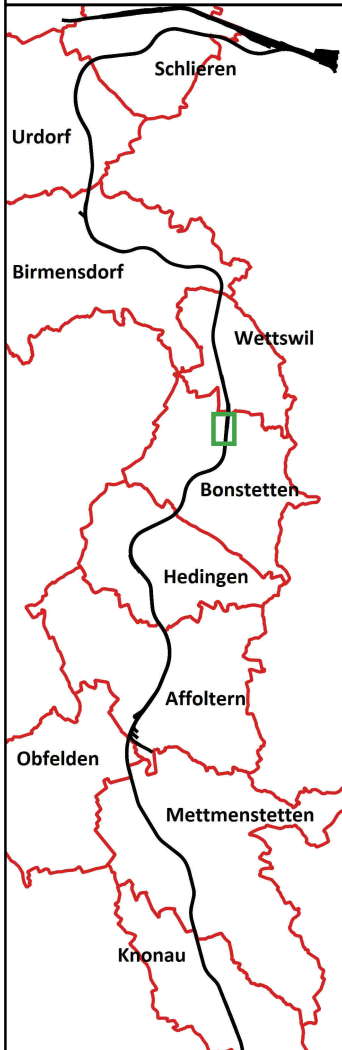 Schlieren
Urdorf
Birmensdorf
Wettswil
Bonstetten
Hedingen
Affoltern
Obfelden
Mettmenstetten
Knonau